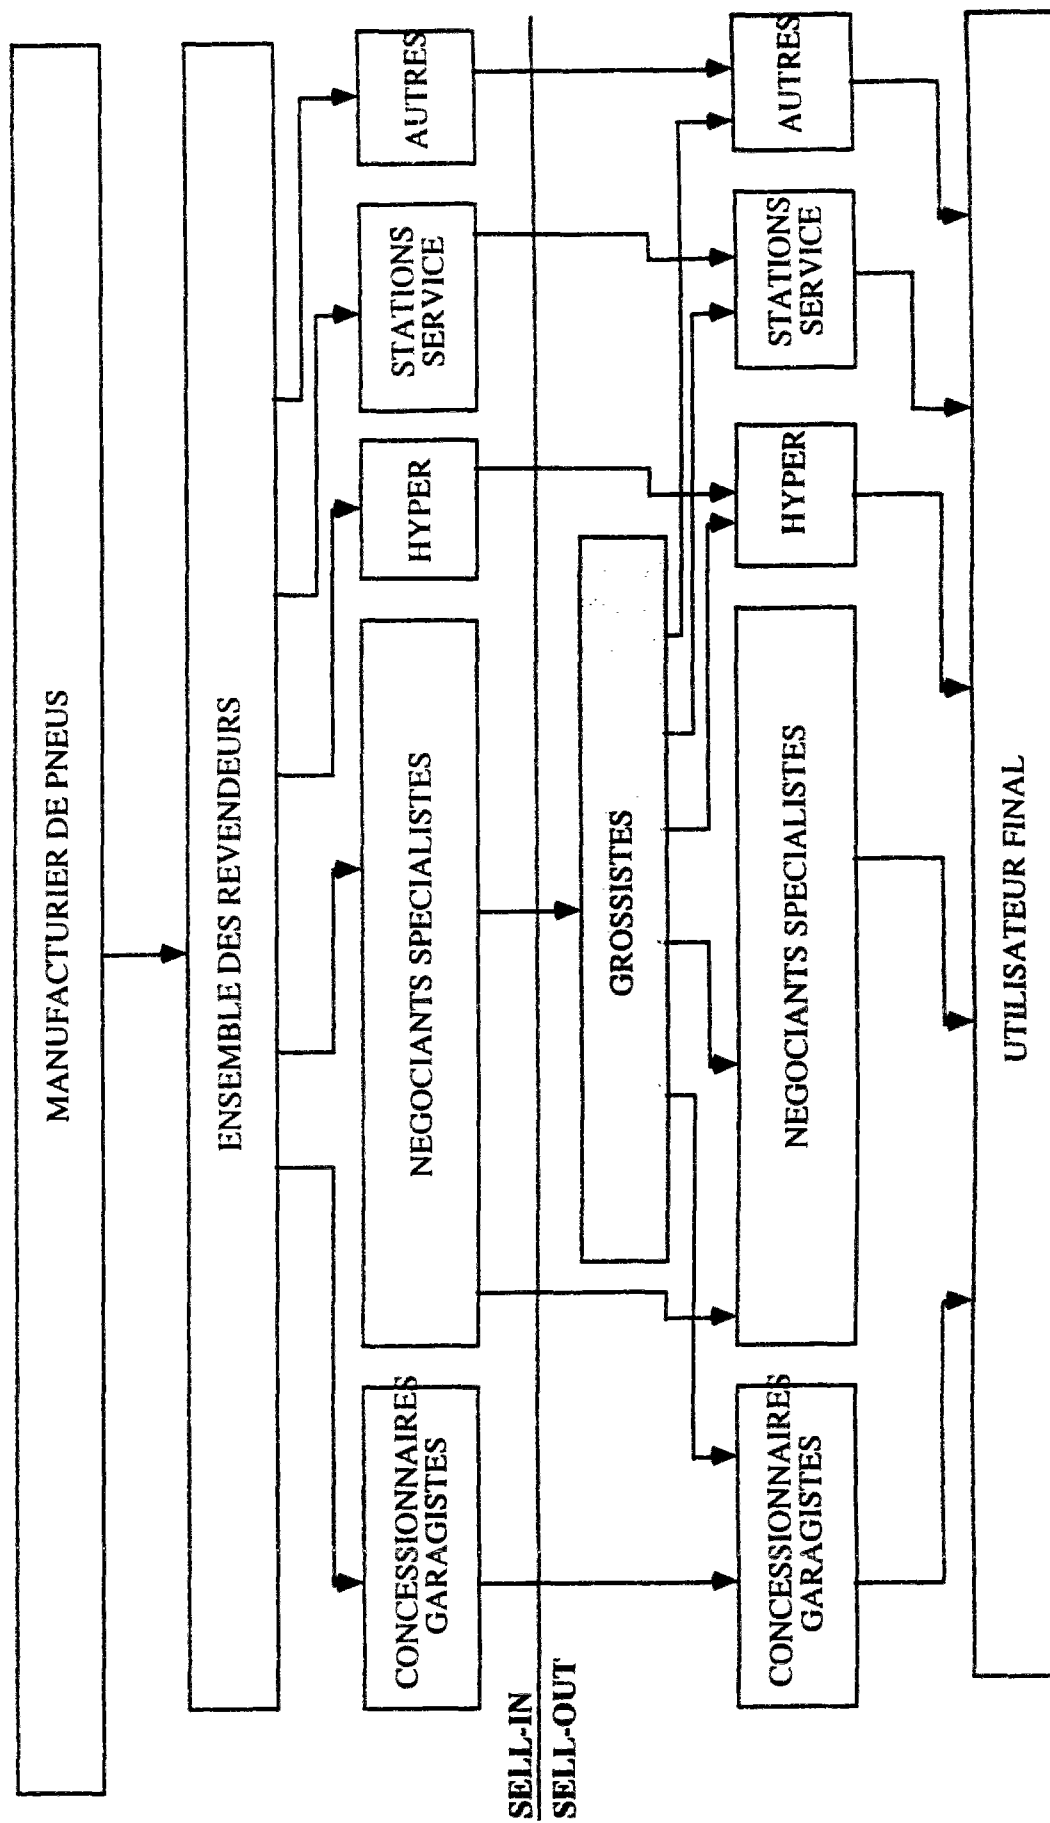 MANUFACTURIER DE PNEUS
ENSEMBLE DES REVENDEURS
CONCESSIONNAIRES
GARAGISTES
NEGOCIANTS SPECIALISTES
HYPER
STATIONS
SERVICE
AUTRES
SELL-IN
SELL-OUT
GROSSISTES
CONCESSIONNAIRES
GARAGISTES
NEGOCIANTS SPECIALISTES
HYPER
STATIONS
SERVICE
AUTRES
UTILISATEUR FINAL